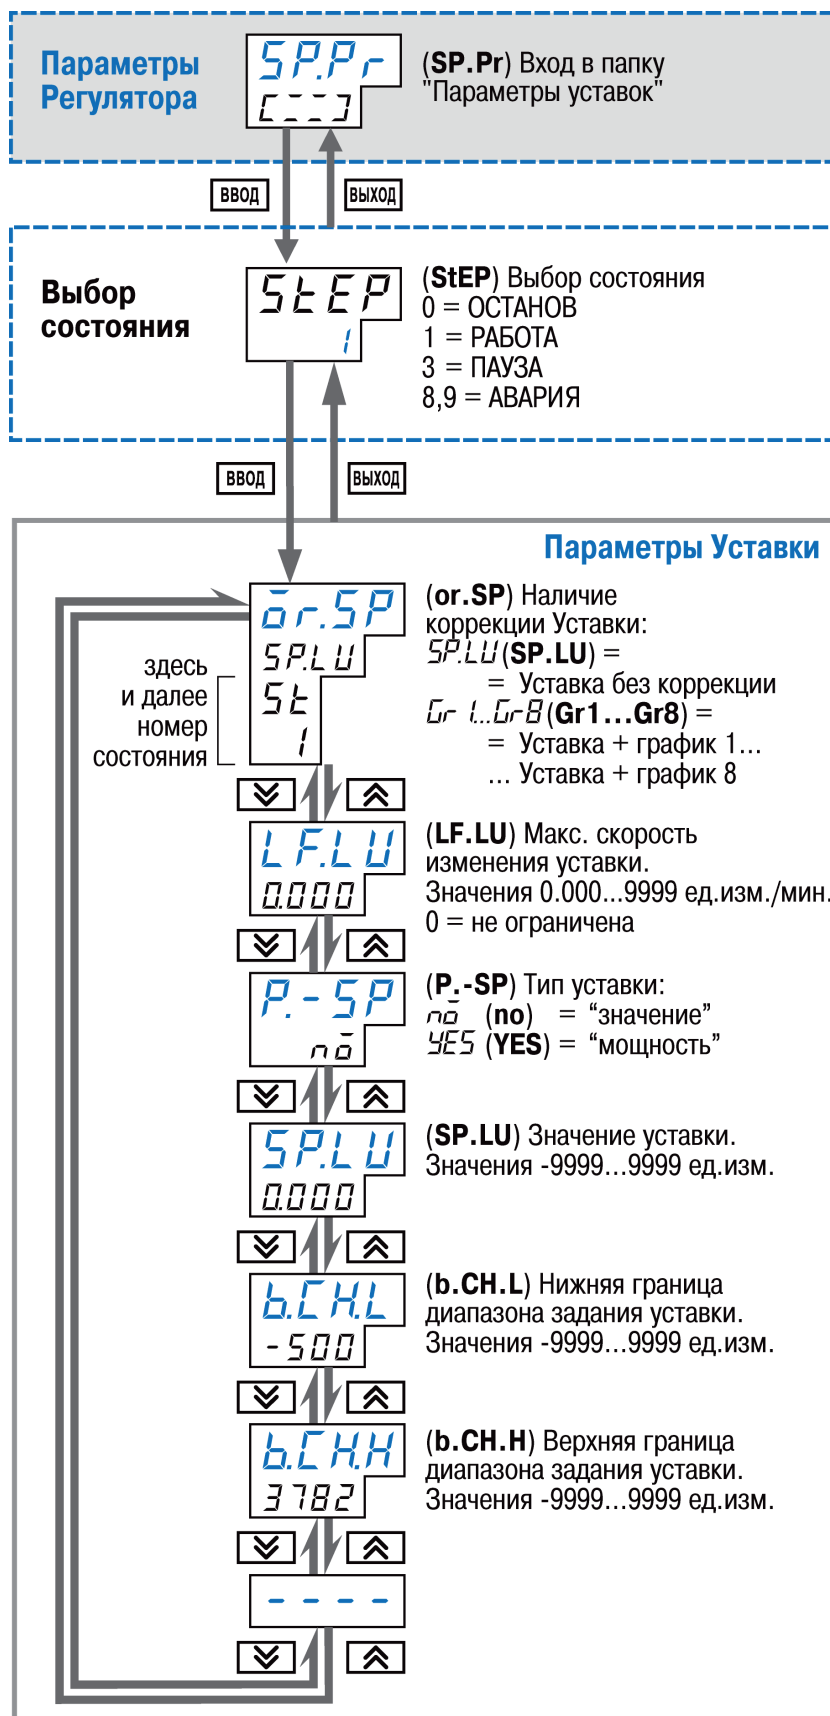 Параметры
Регулятора
SP.Pr
(SP.Pr) Вход в папку
"Параметры уставок"
ВВОД
ВЫХОД
Выбор
состояния
StEP
1
(StEP) Выбор состояния
0 = ОСТАНОВ
1 = РАБОТА
3 = ПАУЗА
8,9 = АВАРИЯ
ВВОД
ВЫХОД
Параметры Уставки
or.SP
SP.LU
St
1
здесь
и далее
номер
состояния
(or.SP) Наличие
коррекции Уставки:
SP.LU (SP.LU) =
= Уставка без коррекции
Gr 1...Gr8 (Gr1...Gr8) =
= Уставка + график 1...
... Уставка + график 8
LF.LU
0.000
(LF.LU) Макс. скорость
изменения уставки.
Значения 0.000...9999 ед.изм./мин.
0 = не ограничена
P.-SP
no
(P.-SP) Тип уставки:
no (no) = “значение”
YES (YES) = “мощность”
SP.LU
0.000
(SP.LU) Значение уставки.
Значения -9999...9999 ед.изм.
b.CH.L
-500
(b.CH.L) Нижняя граница
диапазона задания уставки.
Значения -9999...9999 ед.изм.
b.CH.H
3782
(b.CH.H) Верхняя граница
диапазона задания уставки.
Значения -9999...9999 ед.изм.
- - - -